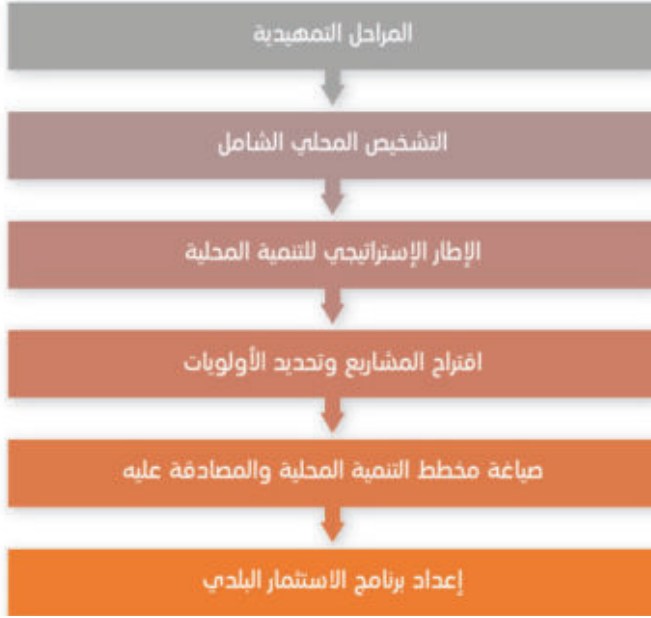 المراحل التمهيدية
التشخيص المحلي الشامل
الإطار الإستراتيجي للتنمية المحلية
اقتراح المشاريع وتحديد الأولويات
صياغة مخطط التنمية المحلية والمصادقة عليه
إعداد برنامج الاستثمار البلدي